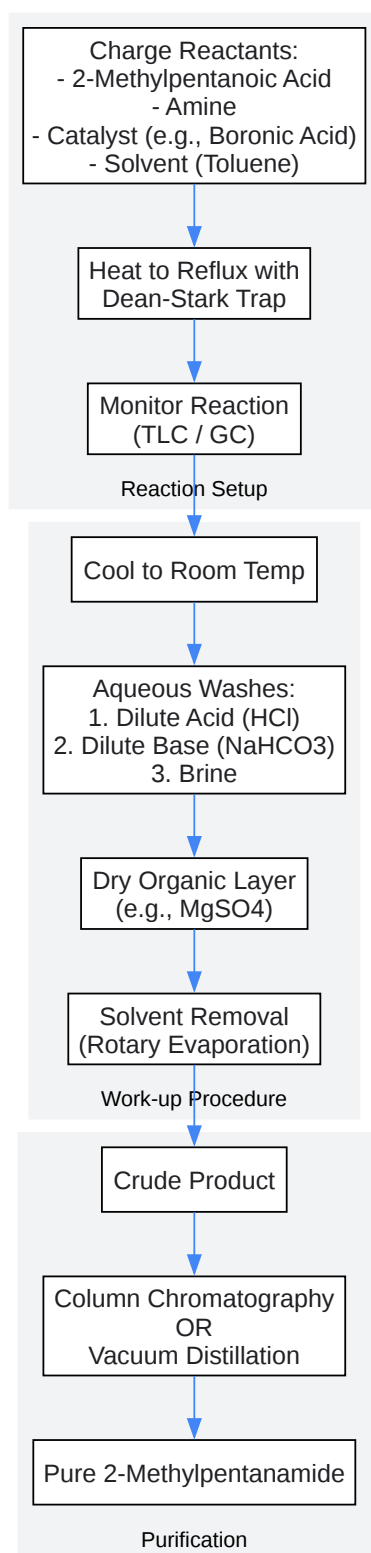 Charge Reactants:
- 2-Methylpentanoic Acid
- Amine
- Catalyst (e.g., Boronic Acid)
- Solvent (Toluene)
Heat to Reflux with
Dean-Stark Trap
Monitor Reaction
(TLC / GC)
Reaction Setup
Cool to Room Temp
Aqueous Washes:
1. Dilute Acid (HCl)
2. Dilute Base (NaHCO3)
3. Brine
Dry Organic Layer
(e.g., MgSO4)
Solvent Removal
(Rotary Evaporation)
Work-up Procedure
Crude Product
Column Chromatography
OR
Vacuum Distillation
Pure 2-Methylpentanamide
Purification